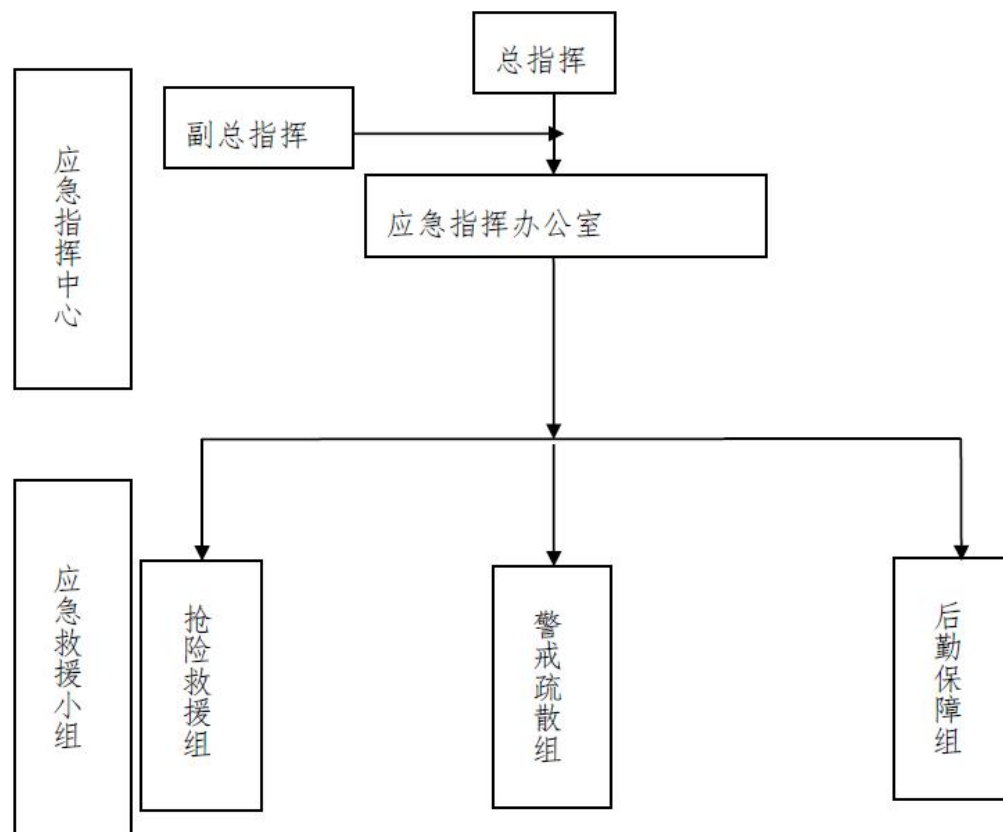 总指挥
副总指挥
应急指挥办公室
应急指挥中心
应急救援小组
抢险救援组
警戒疏散组
后勤保障组